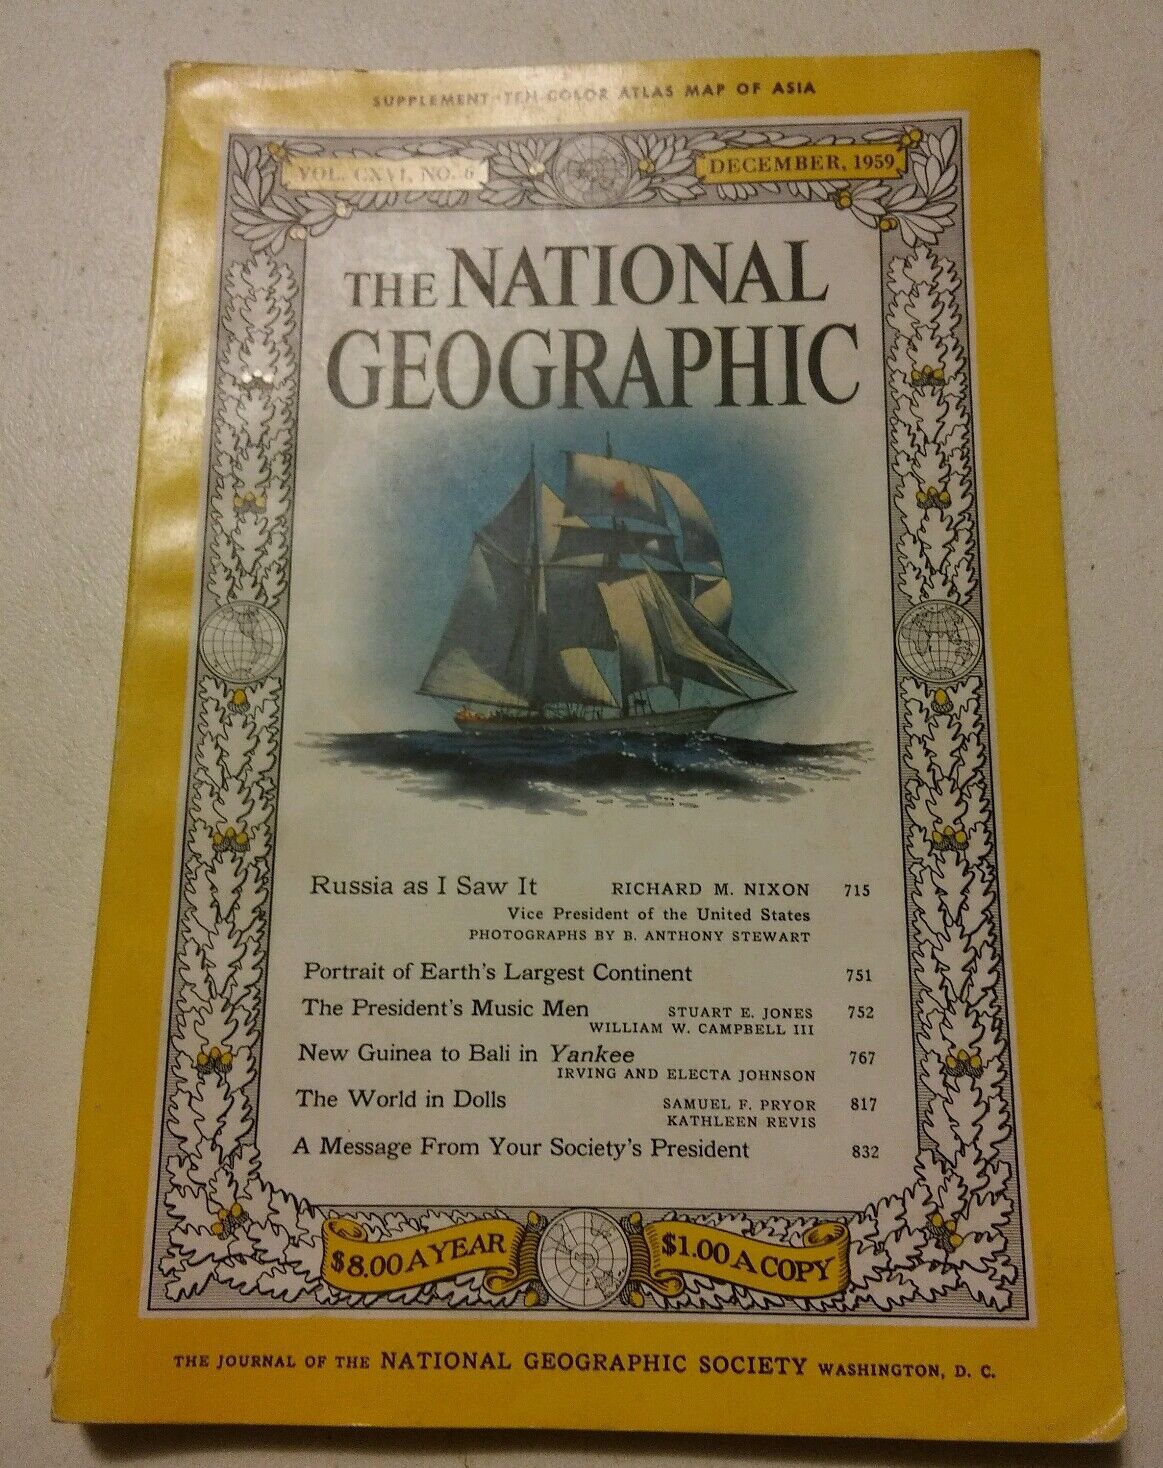 SUPPLEMENT—TEN-COLOR ATLAS MAP OF ASIA
VOL. CXVI, NO. 6 DECEMBER, 1959
THE NATIONAL
GEOGRAPHIC
Russia as I Saw It RICHARD M. NIXON 715
Vice President of the United States
PHOTOGRAPHS BY B. ANTHONY STEWART
Portrait of Earth's Largest Continent 751
The President's Music Men STUART E. JONES 752
WILLIAM W. CAMPBELL III
New Guinea to Bali in Yankee 767
IRVING AND ELECTA JOHNSON
The World in Dolls SAMUEL F. PRYOR 817
KATHLEEN REVIS
A Message From Your Society's President 832
$8.00 A YEAR $1.00 A COPY
THE JOURNAL OF THE NATIONAL GEOGRAPHIC SOCIETY WASHINGTON, D. C.